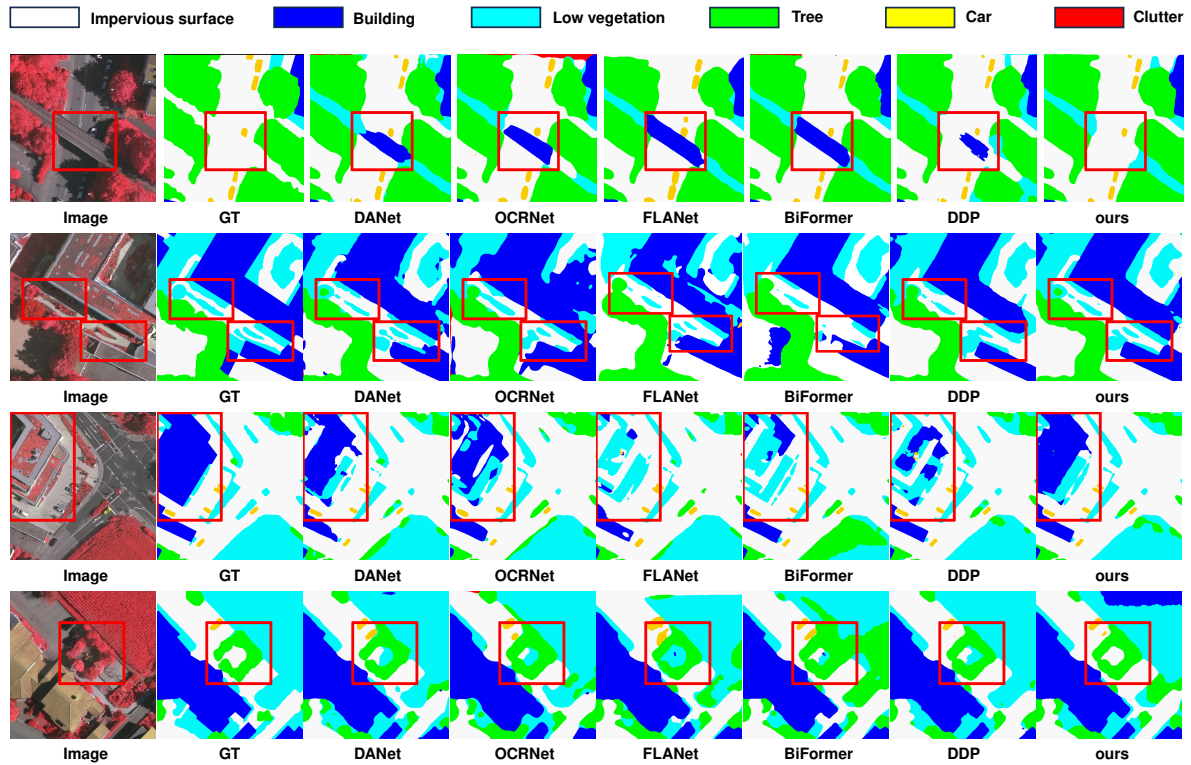 Impervious surface Building Low vegetation Tree Car Clutter
Image GT DANet OCRNet FLANet BiFormer DDP ours
Image GT DANet OCRNet FLANet BiFormer DDP ours
Image GT DANet OCRNet FLANet BiFormer DDP ours
Image GT DANet OCRNet FLANet BiFormer DDP ours